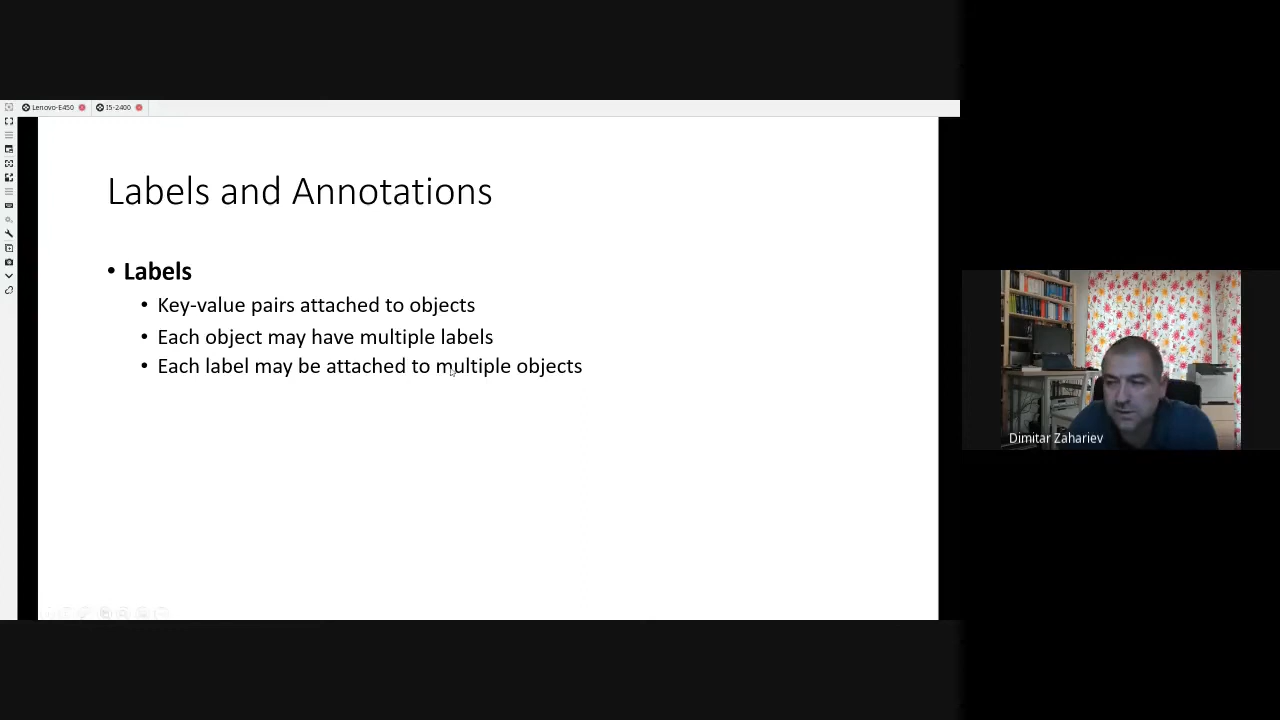 Lenovo-E450
I5-2400
Labels and Annotations
• Labels
• Key-value pairs attached to objects
• Each object may have multiple labels
• Each label may be attached to multiple objects
Dimitar Zahariev